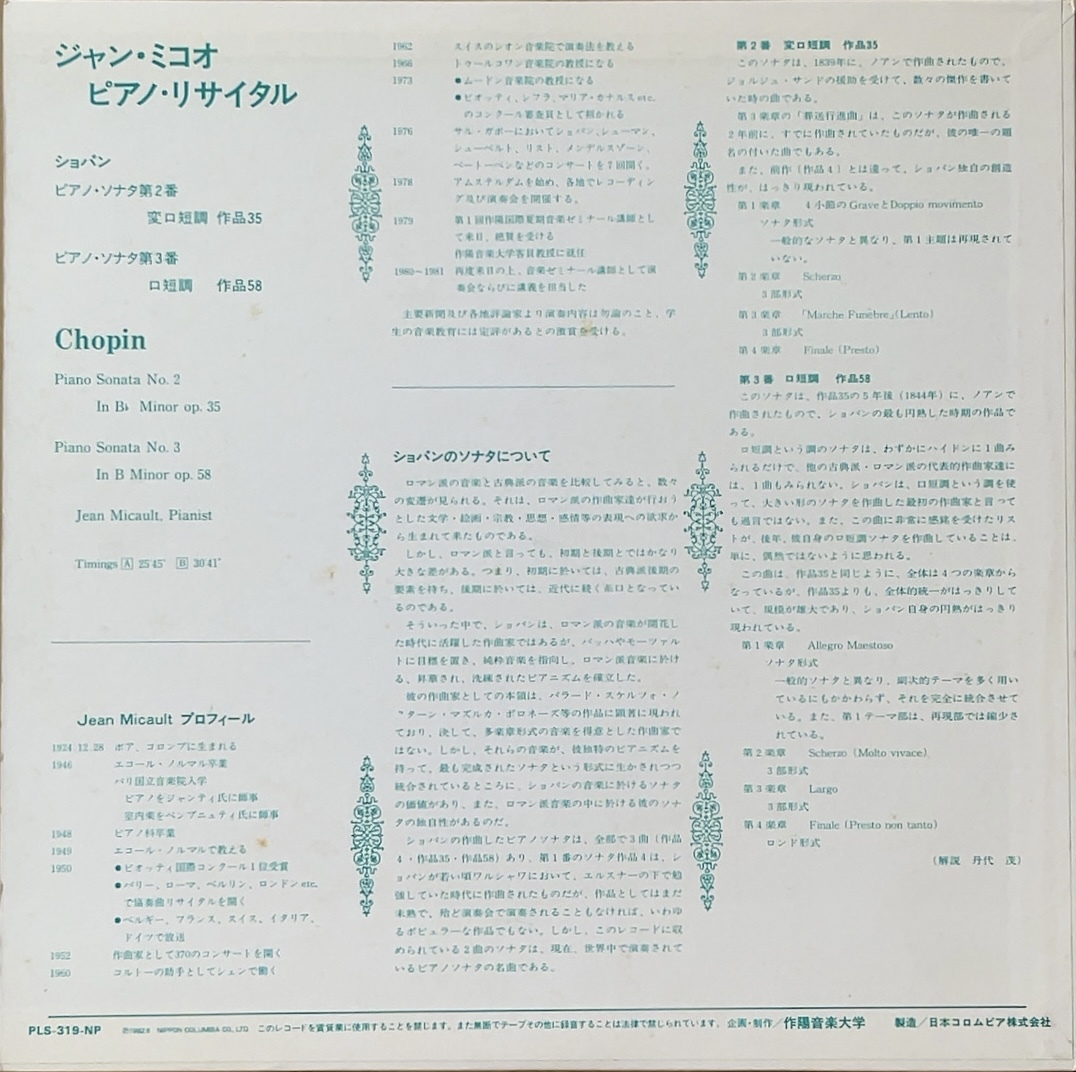 ジャン・ミコオ
ピアノ・リサイタル
ショパン
ピアノ・ソナタ第2番
変ロ短調 作品35
ピアノ・ソナタ第3番
ロ短調 作品58
Chopin
Piano Sonata No. 2
In B♭ Minor op. 35
Piano Sonata No. 3
In B Minor op. 58
Jean Micault, Pianist
Timings A 25′45″ B 30′41″
Jean Micault プロフィール
1924.12.28 ボア、コロンブに生まれる
1946 エコール・ノルマル卒業
パリ国立音楽院入学
ピアノをジャンティ氏に師事
室内楽をベンブニュティ氏に師事
1948 ピアノ科卒業
1949 エコール・ノルマルで教える
1950 ●ビオッティ国際コンクール1位受賞
●パリー、ローマ、ベルリン、ロンドンetc.
で協奏曲リサイタルを開く
●ベルギー、フランス、スイス、イタリア、
ドイツで放送
1952 作曲家として370のコンサートを開く
1960 コルトーの助手としてシェンで働く
1962 スイスのシオン音楽院で演奏法を教える
1966 トゥールコワン音楽院の教授になる
1973 ●ムードン音楽院の教授になる
●ビオッティ、シフラ、マリア・カナルスetc.
のコンクール審査員として招かれる
1976 サル・ガボーにおいてショパン、シューマン、
シューベルト、リスト、メンデルスゾーン、
ベートーベンなどのコンサートを7回開く。
1978 アムステルダムを始め、各地でレコーディン
グ及び演奏会を開催する。
1979 第1回作陽国際夏期音楽ゼミナール講師とし
て来日、絶賛を受ける
作陽音楽大学客員教授に就任
1980〜1981 再度来日の上、音楽ゼミナール講師として演
奏会ならびに講義を担当した
主要新聞及び各地評論家より演奏内容は勿論のこと、学
生の音楽教育には定評があるとの激賞を受ける。
ショパンのソナタについて
ロマン派の音楽と古典派の音楽を比較してみると、数々
の変遷が見られる。それは、ロマン派の作曲家達が行おう
とした文学・絵画・宗教・思想・感情等の表現への欲求か
ら生まれて来たものである。
しかし、ロマン派と言っても、初期と後期とではかなり
大きな差がある。つまり、初期に於いては、古典派後期の
要素を持ち、後期に於いては、近代に続く糸口となってい
るのである。
そういった中で、ショパンは、ロマン派の音楽が開花し
た時代に活躍した作曲家ではあるが、バッハやモーツァル
トに目標を置き、純粋音楽を指向し、ロマン派音楽に於け
る、昇華され、洗練されたピアニズムを確立した。
彼の作曲家としての本領は、バラード・スケルツォ・ノ
クターン・マズルカ・ポロネーズ等の作品に顕著に現われ
ており、決して、多楽章形式の音楽を得意とした作曲家で
はない。しかし、それらの音楽が、彼独特のピアニズムを
持って、最も完成されたソナタという形式に生かされつつ
統合されているところに、ショパンの音楽に於けるソナタ
の価値があり、また、ロマン派音楽の中に於ける彼のソナ
タの独自性があるのだ。
ショパンの作曲したピアノソナタは、全部で3曲（作品
4・作品35・作品58）あり、第1番のソナタ作品4は、シ
ョパンが若い頃ワルシャワにおいて、エルスナーの下で勉
強していた時代に作曲されたものだが、作品としてはまだ
未熟で、殆ど演奏会で演奏されることもなければ、いわゆ
るポピュラーな作品でもない。しかし、このレコードに収
められている2曲のソナタは、現在、世界中で演奏されて
いるピアノソナタの名曲である。
第2番 変ロ短調 作品35
このソナタは、1839年に、ノアンで作曲されたもので、
ジョルジュ・サンドの援助を受けて、数々の傑作を書いて
いた時の曲である。
第3楽章の「葬送行進曲」は、このソナタが作曲される
2年前に、すでに作曲されていたものだが、彼の唯一の題
名の付いた曲でもある。
また、前作（作品4）とは違って、ショパン独自の創造
性が、はっきり現われている。
第1楽章 4小節のGraveとDoppio movimento
ソナタ形式
一般的なソナタと異なり、第1主題は再現されて
いない。
第2楽章 Scherzo
3部形式
第3楽章 「Marche Funèbre」(Lento)
3部形式
第4楽章 Finale (Presto)
第3番 ロ短調 作品58
このソナタは、作品35の5年後（1844年）に、ノアンで
作曲されたもので、ショパンの最も円熟した時期の作品で
ある。
ロ短調という調のソナタは、わずかにハイドンに1曲み
られるだけで、他の古典派・ロマン派の代表的作曲家達に
は、1曲もみられない。ショパンは、ロ短調という調を使
って、大きい形のソナタを作曲した最初の作曲家と言って
も過言ではない。また、この曲に非常に感銘を受けたリス
トが、後年、彼自身のロ短調ソナタを作曲していることは、
単に、偶然ではないように思われる。
この曲は、作品35と同じように、全体は4つの楽章から
なっているが、作品35よりも、全体的統一がはっきりして
いて、規模が雄大であり、ショパン自身の円熟がはっきり
現われている。
第1楽章 Allegro Maestoso
ソナタ形式
一般的ソナタと異なり、副次的テーマを多く用い
ているにもかかわらず、それを完全に統合させて
いる。また、第1テーマ部は、再現部では縮少さ
れている。
第2楽章 Scherzo (Molto vivace)
3部形式
第3楽章 Largo
3部形式
第4楽章 Finale (Presto non tanto)
ロンド形式
（解説 丹代 茂）
PLS-319-NP ℗1982.6 NIPPON COLUMBIA CO., LTD. このレコードを賃貸業に使用することを禁じます。また無断でテープその他に録音することは法律で禁じられています。 企画・制作/作陽音楽大学 製造/日本コロムビア株式会社